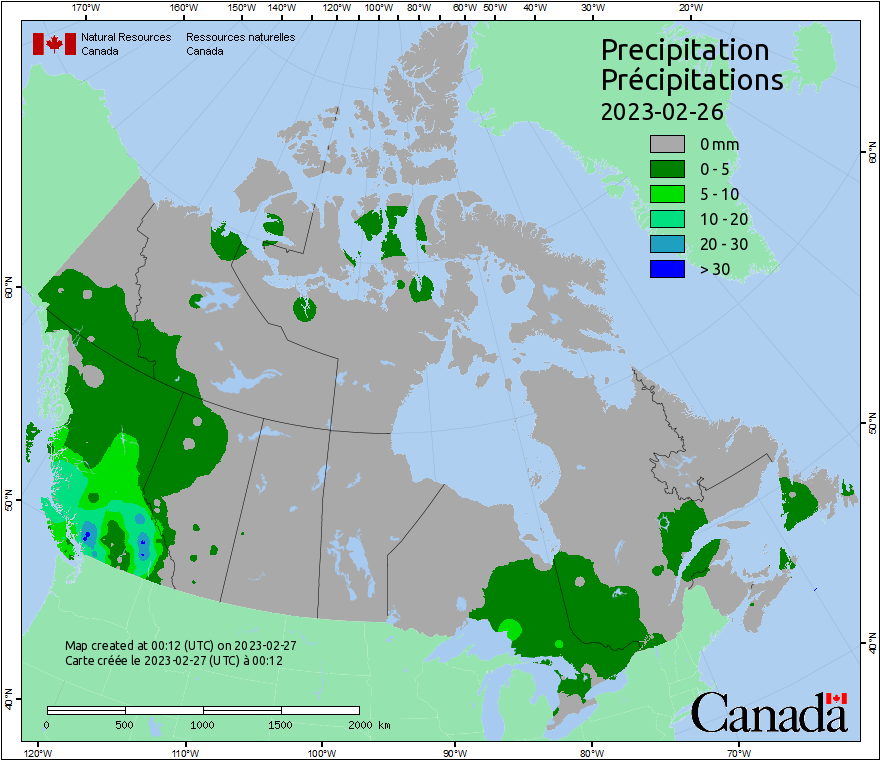 170°W 160°W 150°W 140°W 120°W 100°W 80°W 60°W 50°W 40°W 30°W 20°W
Natural Resources Ressources naturelles
Canada Canada
Precipitation
Précipitations
2023-02-26
0 mm
0 - 5
5 - 10
10 - 20
20 - 30
> 30
60°N
60°N
50°N
50°N
40°N
40°N
Map created at 00:12 (UTC) on 2023-02-27
Carte créée le 2023-02-27 (UTC) à 00:12
0 500 1000 1500 2000 km
Canada
120°W 110°W 100°W 90°W 80°W 70°W